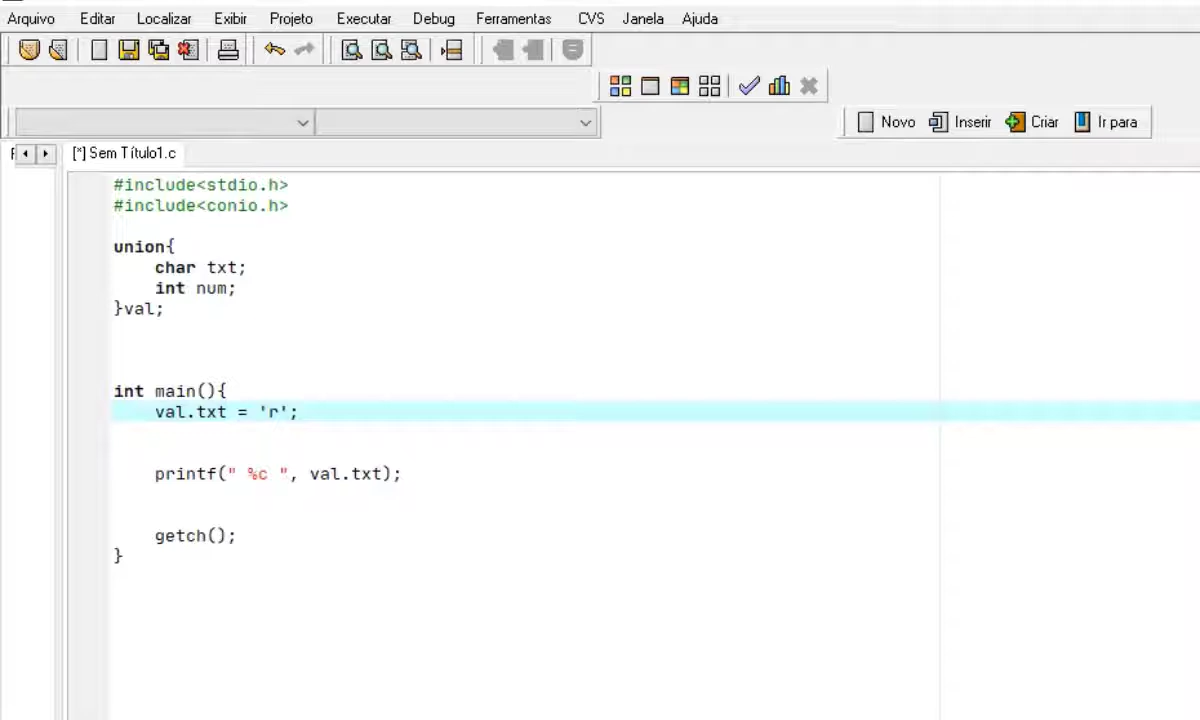 Arquivo Editar Localizar Exibir Projeto Executar Debug Ferramentas CVS Janela Ajuda
Novo Inserir Criar Ir para
[*] Sem Título1.c
#include<stdio.h>
#include<conio.h>
union{
char txt;
int num;
}val;
int main(){
val.txt = 'r';
printf(" %c ", val.txt);
getch();
}